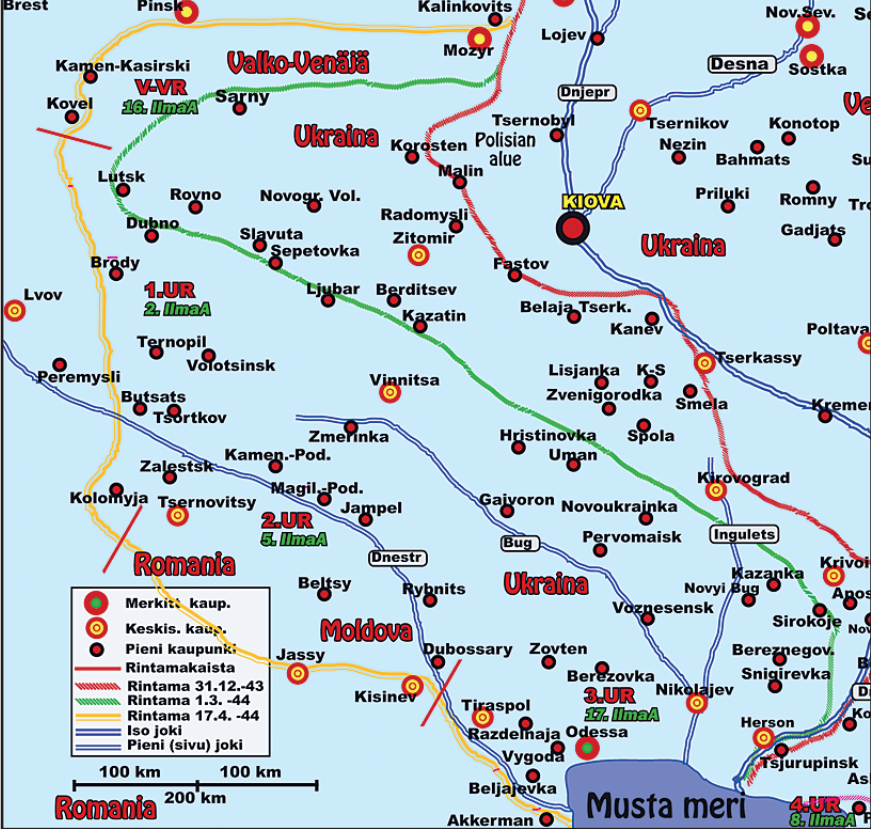 Brest
Pinsk
Kalinkovits
Nov.Sev.
Lojev
Mozyr
Desna
Sostka
Valko-Venäjä
Kamen-Kasirski
V-VR
16. IlmaA
Sarny
Kovel
Dnjepr
Tsernobyl
Tsernikov
Konotop
Ukraina
Korosten
Polisian
alue
Nezin
Bahmats
Malin
Lutsk
Rovno
Novogr. Vol.
KIOVA
Priluki
Romny
Radomysli
Zitomir
Gadjats
Dubno
Slavuta
Sepetovka
Ukraina
Brody
Fastov
1.UR
2. IlmaA
Lvov
Ljubar
Berditsev
Kazatin
Belaja Tserk.
Kanev
Poltava
Ternopil
Volotsinsk
Tserkassy
Peremysli
Vinnitsa
Lisjanka
K-S
Zvenigorodka
Smela
Butsats
Tsortkov
Kremen
Zmerinka
Spola
Hristinovka
Uman
Kamen.-Pod.
Zalestsk
Kirovograd
Kolomyja
Tsernovitsy
Magil.-Pod.
Jampel
Gaivoron
Novoukrainka
2.UR
5. IlmaA
Dnestr
Bug
Pervomaisk
Ingulets
Romania
Krivoi
Kazanka
Novyi Bug
Beltsy
Rybnits
Ukraina
Voznesensk
Sirokoje
Apos
Merkitt. kaup.
Keskis. kaup.
Pieni kaupunki
Rintamakaista
Rintama 31.12.-43
Rintama 1.3. -44
Rintama 17.4. -44
Iso joki
Pieni (sivu) joki
Moldova
Jassy
Dubossary
Zovten
Berezovka
Bereznegov.
Snigirevka
Kisinev
3.UR
17. IlmaA
Nikolajev
Tiraspol
Razdelnaja
Odessa
Herson
Vygoda
Tsjurupinsk
Beljajevka
100 km
100 km
200 km
Romania
Akkerman
Musta meri
4.UR
8. IlmaA